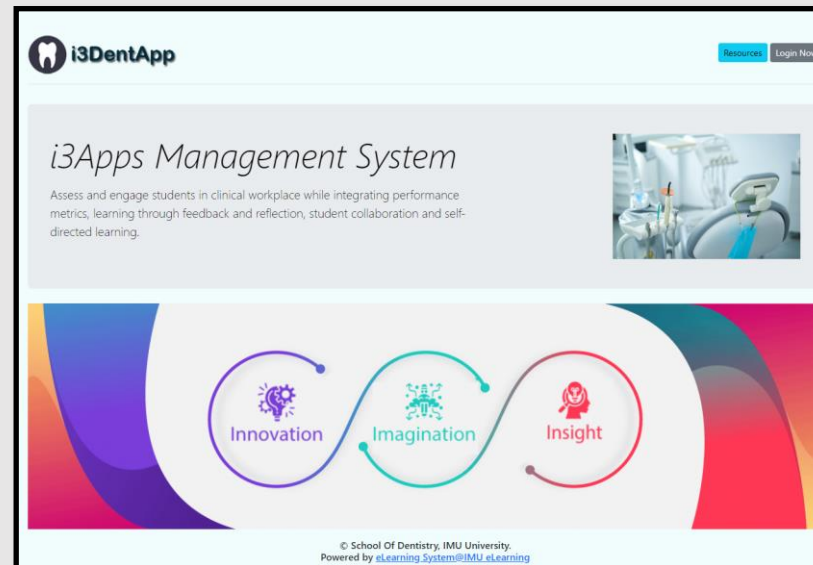 i3DentApp
Resources
Login Now
i3Apps Management System
Assess and engage students in clinical workplace while integrating performance
metrics, learning through feedback and reflection, student collaboration and self-
directed learning.
Innovation
Imagination
Insight
© School Of Dentistry, IMU University.
Powered by eLearning System@IMU eLearning